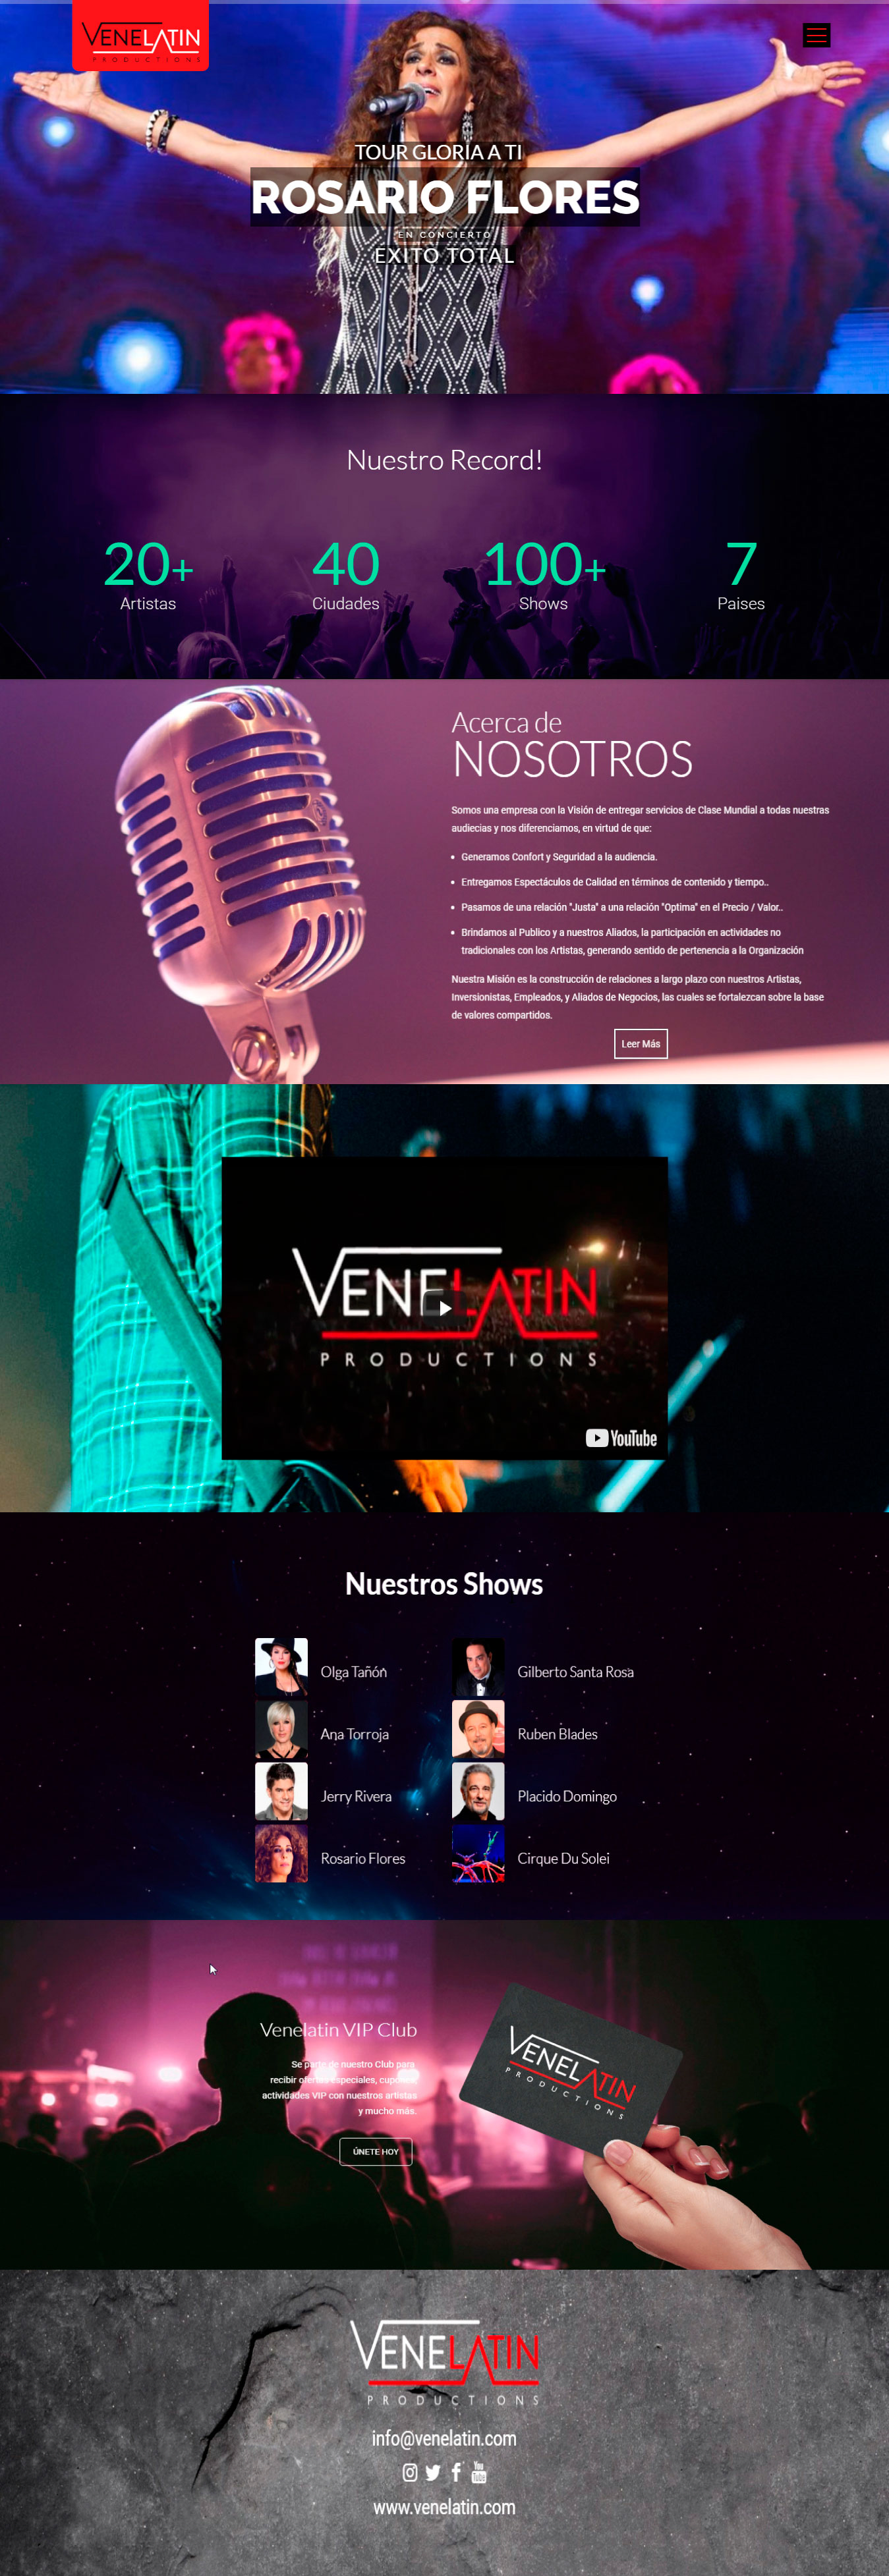 VENELATIN
PRODUCTIONS
TOUR GLORIA A TI
ROSARIO FLORES
EN CONCIERTO
EXITO TOTAL
Nuestro Record!
20+
Artistas
40
Ciudades
100+
Shows
7
Paises
Acerca de
NOSOTROS
Somos una empresa con la Visión de entregar servicios de Clase Mundial a todas nuestras
audiecias y nos diferenciamos, en virtud de que:
• Generamos Confort y Seguridad a la audiencia.
• Entregamos Espectáculos de Calidad en términos de contenido y tiempo..
• Pasamos de una relación "Justa" a una relación "Optima" en el Precio / Valor..
• Brindamos al Publico y a nuestros Aliados, la participación en actividades no
tradicionales con los Artistas, generando sentido de pertenencia a la Organización
Nuestra Misión es la construcción de relaciones a largo plazo con nuestros Artistas,
Inversionistas, Empleados, y Aliados de Negocios, las cuales se fortalezcan sobre la base
de valores compartidos.
Leer Más
VENELATIN
PRODUCTIONS
YouTube
Nuestros Shows
Olga Tañón
Gilberto Santa Rosa
Ana Torroja
Ruben Blades
Jerry Rivera
Placido Domingo
Rosario Flores
Cirque Du Solei
Venelatin VIP Club
Se parte de nuestro Club para
recibir ofertas especiales, cupones
actividades VIP con nuestros artistas
y mucho más.
ÚNETE HOY
VENELATIN
PRODUCTIONS
VENELATIN
PRODUCTIONS
info@venelatin.com
You
Tube
www.venelatin.com